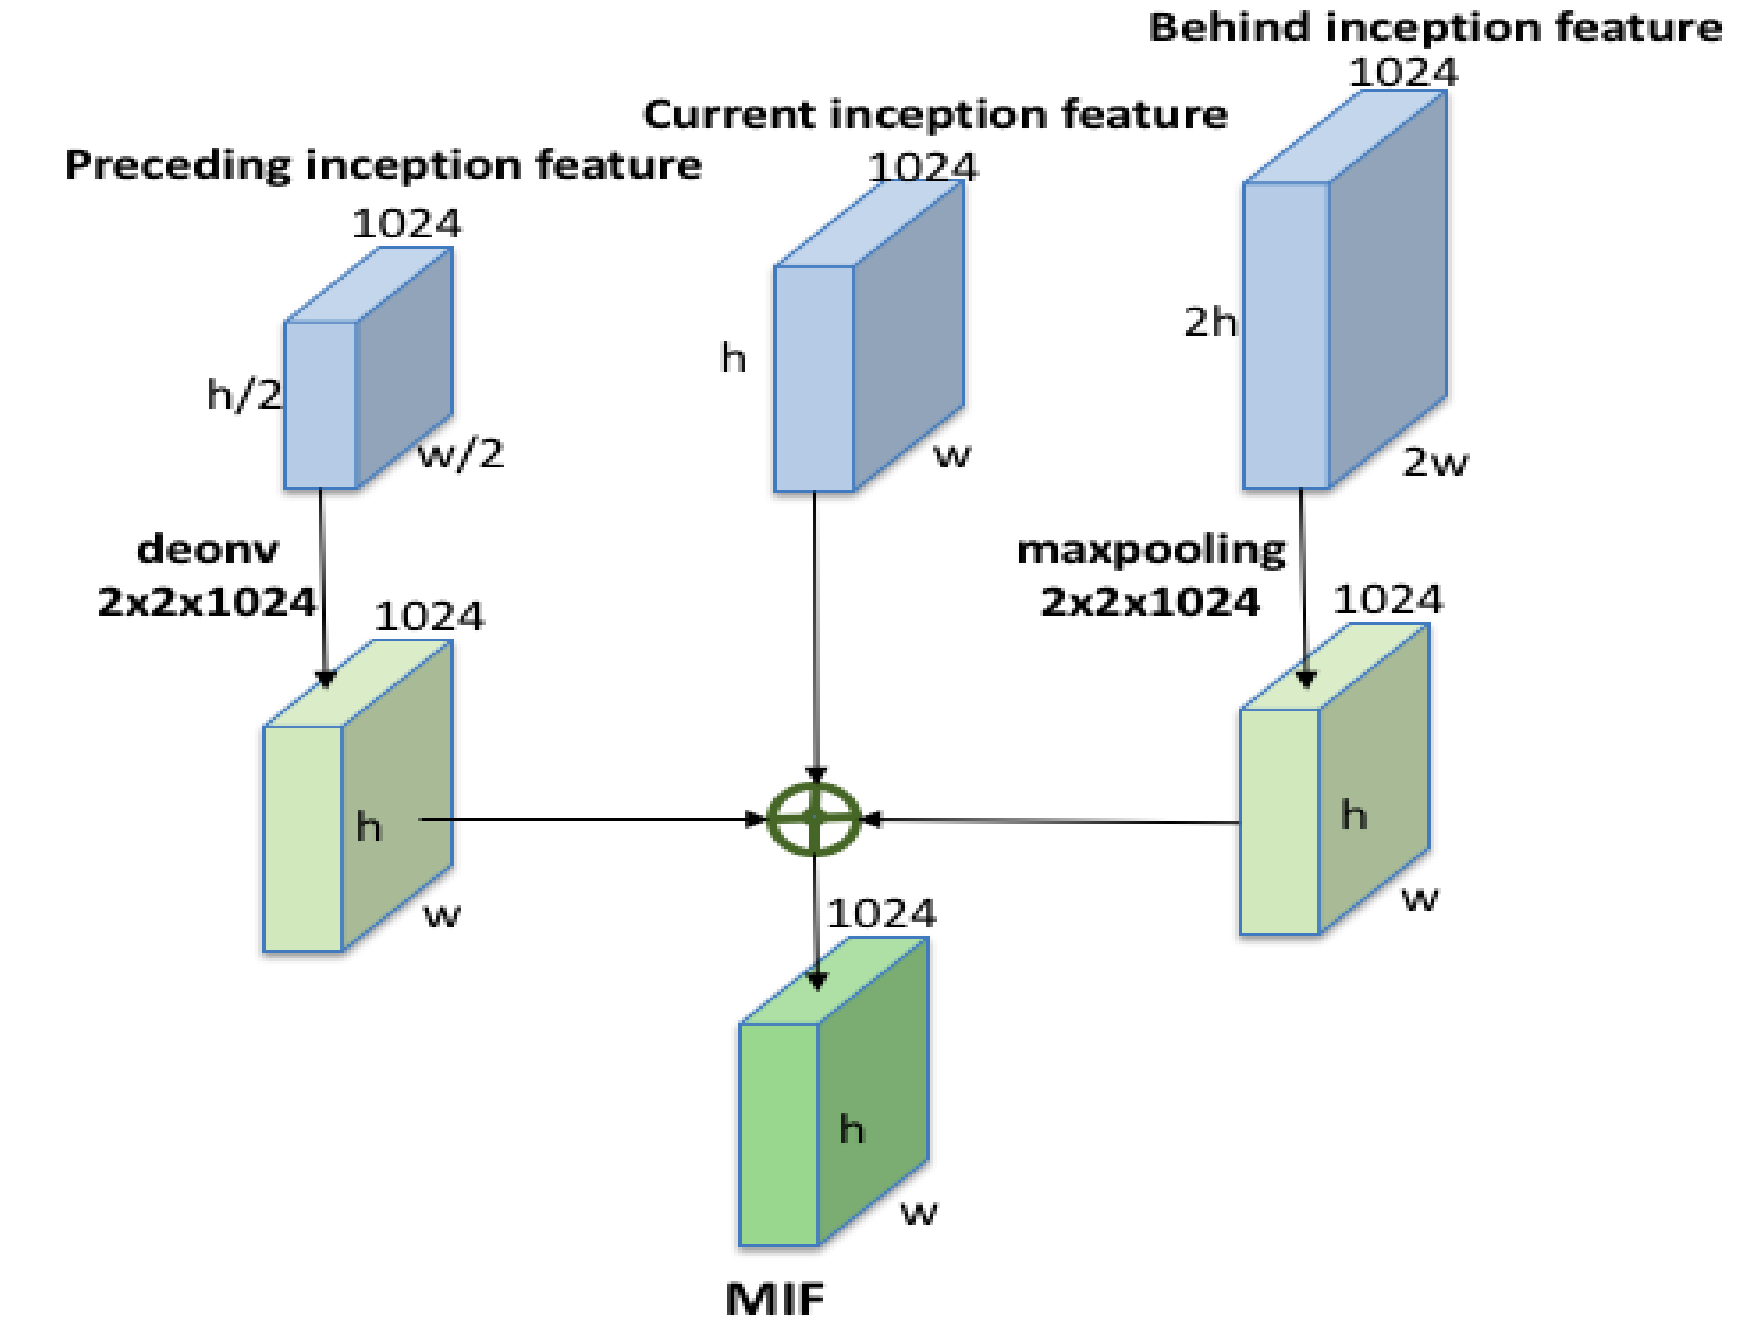 Behind inception feature
1024
Current inception feature
1024
Preceding inception feature
1024
h/2
w/2
h
w
2h
2w
deonv
2x2x1024
maxpooling
2x2x1024
1024
h
w
1024
h
w
1024
h
w
MIF